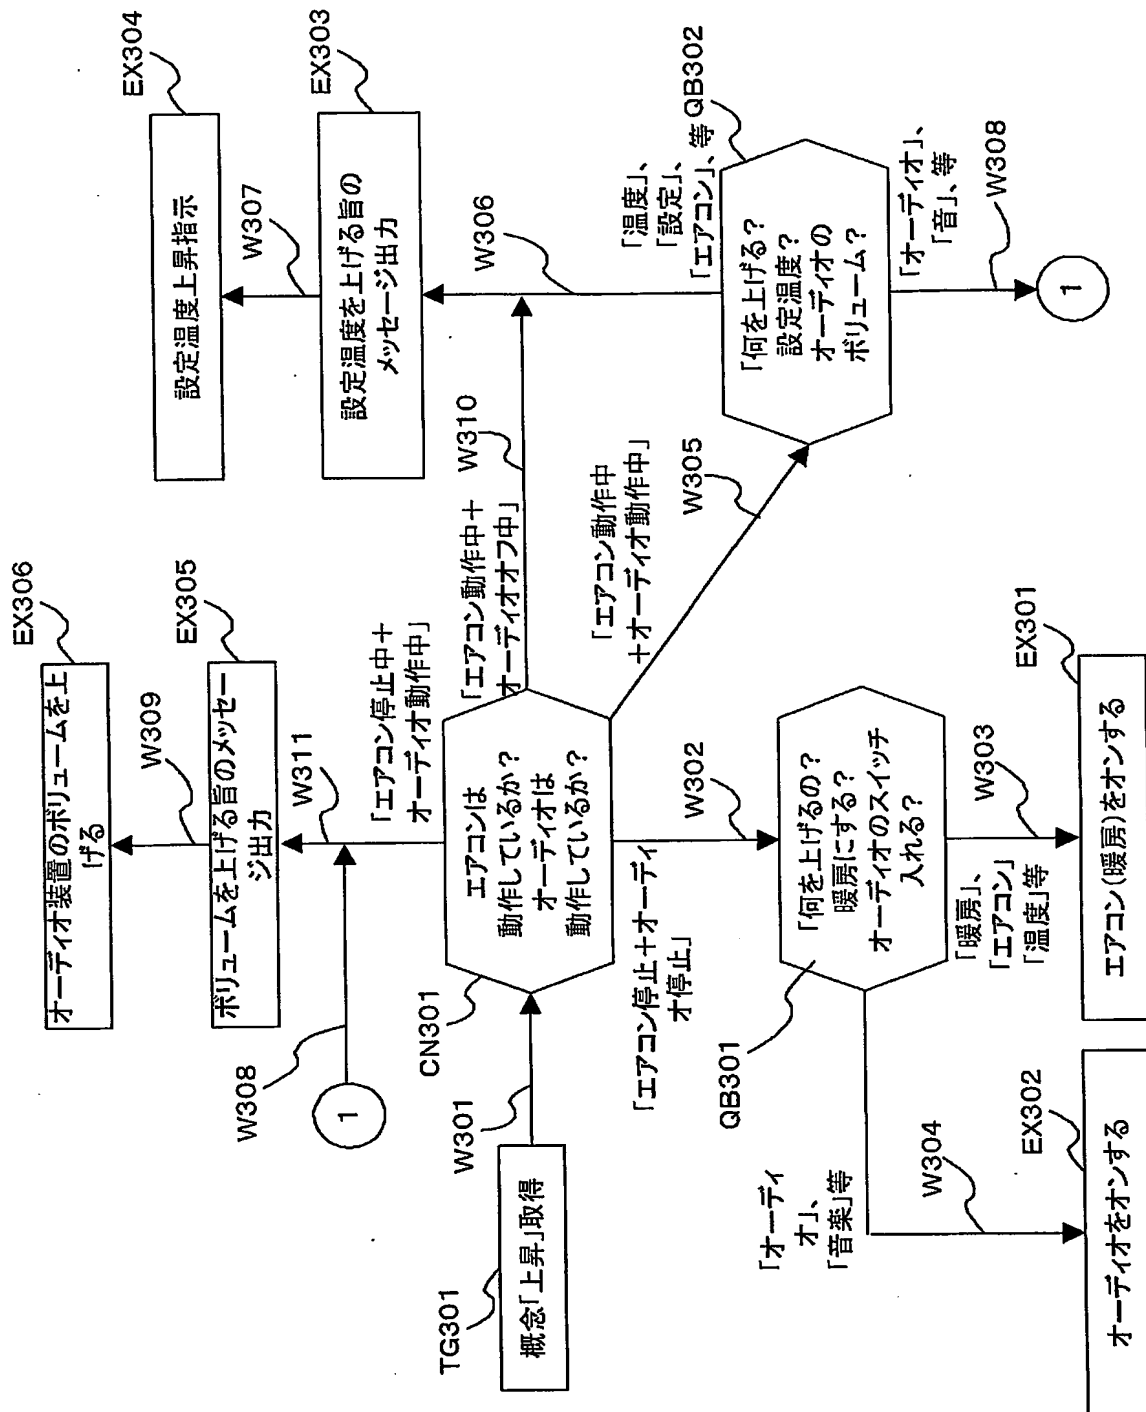 EX306
オーディオ装置のボリュームを上
げる
W309
EX305
ボリュームを上げる旨のメッセー
ジ出力
W311
「エアコン停止中＋
オーディオ動作中」
W308
1
EX304
設定温度上昇指示
W307
EX303
設定温度を上げる旨の
メッセージ出力
W306
「エアコン動作中＋
オーディオオフ中」
W310
TG301
概念「上昇」取得
W301
CN301
エアコンは
動作しているか？
オーディオは
動作しているか？
「エアコン動作中
＋オーディオ動作中」
W305
「温度」、
「設定」、
「エアコン」、等
QB302
「何を上げる？
設定温度？
オーディオの
ボリューム？
「オーディオ」、
「音」、等
W308
1
「エアコン停止＋オーディ
オ停止」
W302
QB301
「何を上げるの？
暖房にする？
オーディオのスイッチ
入れる？
「オーディ
オ」、
「音楽」等
W304
EX302
オーディオをオンする
「暖房」、
「エアコン」
「温度」等
W303
EX301
エアコン（暖房）をオンする